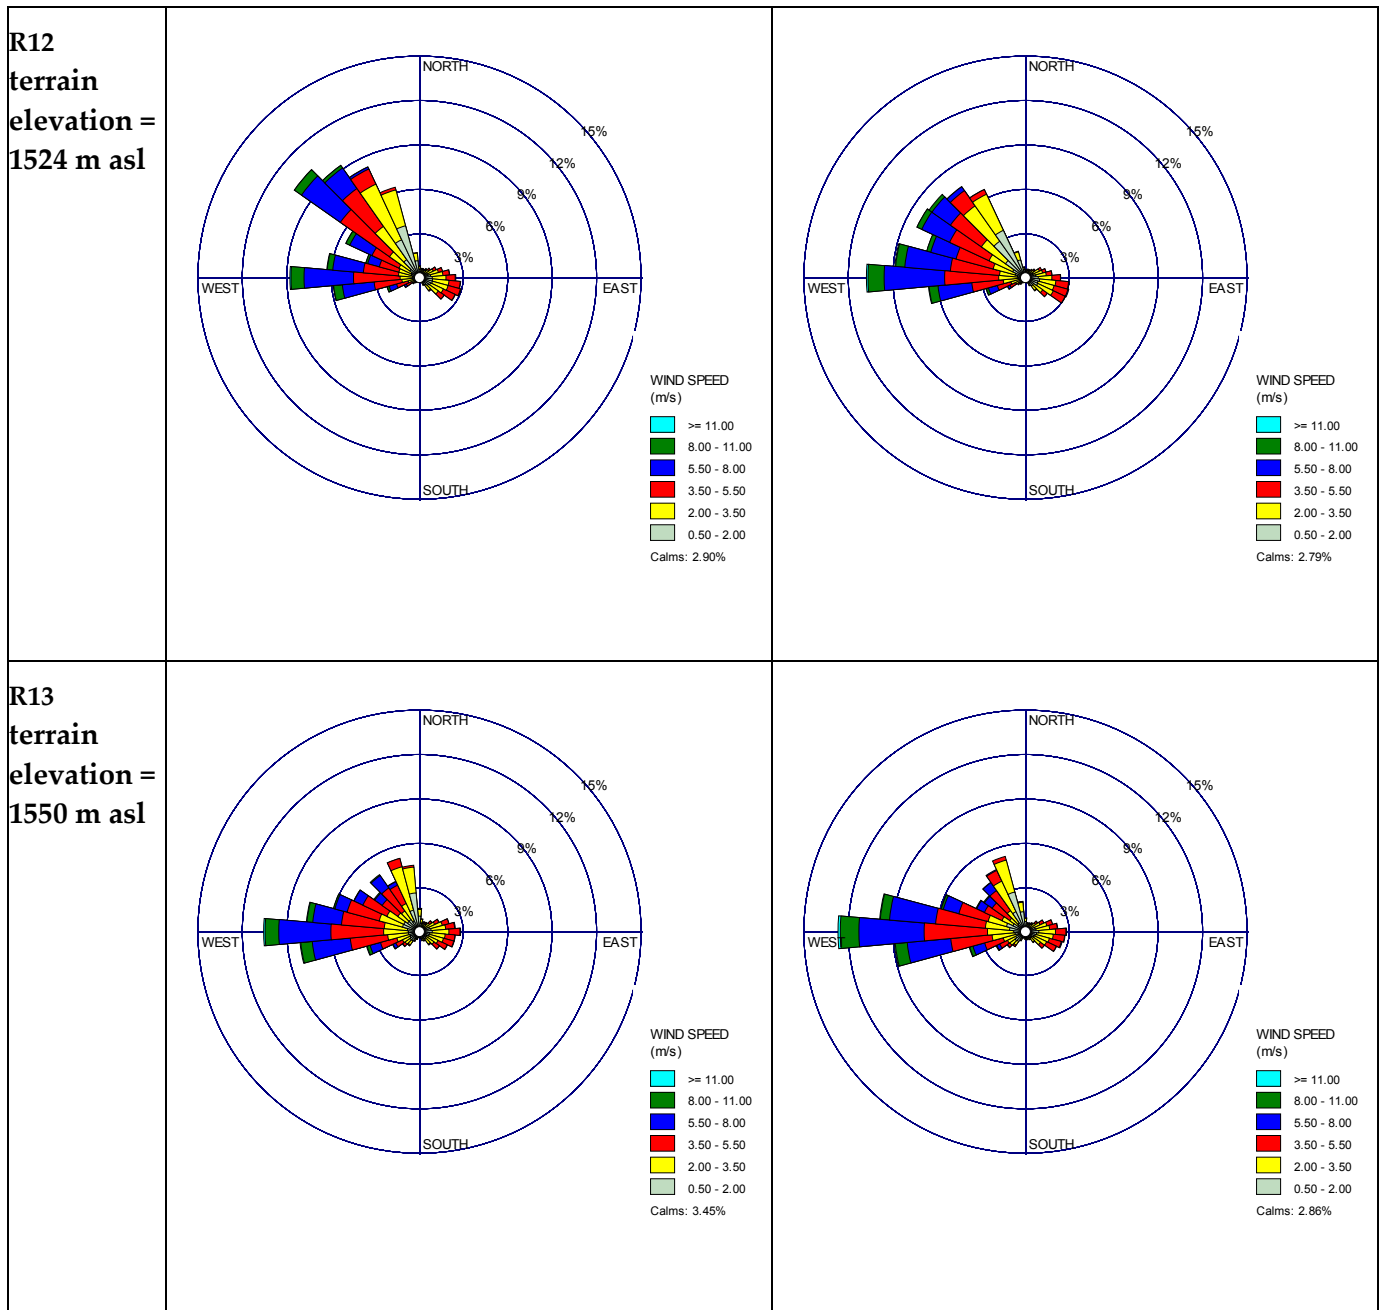 R12
terrain
elevation =
1524 m asl
NORTH
15%
12%
9%
6%
3%
WEST
EAST
SOUTH
WIND SPEED
(m/s)
>= 11.00
8.00 - 11.00
5.50 - 8.00
3.50 - 5.50
2.00 - 3.50
0.50 - 2.00
Calms: 2.90%
NORTH
15%
12%
9%
6%
3%
WEST
EAST
SOUTH
WIND SPEED
(m/s)
>= 11.00
8.00 - 11.00
5.50 - 8.00
3.50 - 5.50
2.00 - 3.50
0.50 - 2.00
Calms: 2.79%
R13
terrain
elevation =
1550 m asl
NORTH
15%
12%
9%
6%
3%
WEST
EAST
SOUTH
WIND SPEED
(m/s)
>= 11.00
8.00 - 11.00
5.50 - 8.00
3.50 - 5.50
2.00 - 3.50
0.50 - 2.00
Calms: 3.45%
NORTH
15%
12%
9%
6%
3%
WEST
EAST
SOUTH
WIND SPEED
(m/s)
>= 11.00
8.00 - 11.00
5.50 - 8.00
3.50 - 5.50
2.00 - 3.50
0.50 - 2.00
Calms: 2.86%